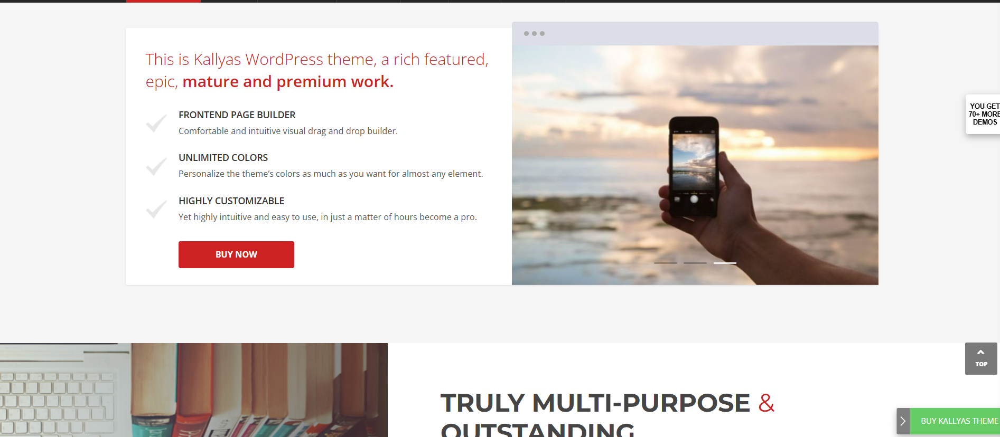 This is Kallyas WordPress theme, a rich featured,
epic, mature and premium work.
FRONTEND PAGE BUILDER
Comfortable and intuitive visual drag and drop builder.
UNLIMITED COLORS
Personalize the theme’s colors as much as you want for almost any element.
HIGHLY CUSTOMIZABLE
Yet highly intuitive and easy to use, in just a matter of hours become a pro.
BUY NOW
YOU GET
70+ MORE
DEMOS
TOP
TRULY MULTI-PURPOSE &
OUTSTANDING
BUY KALLYAS THEME